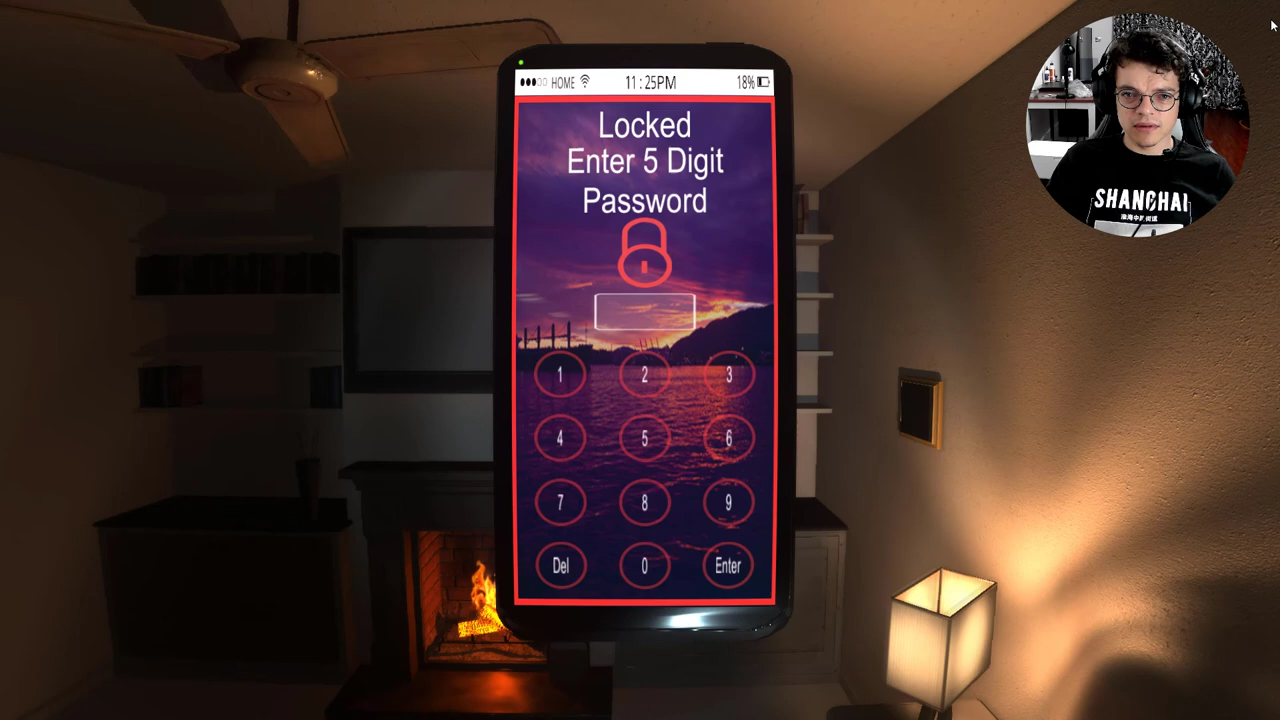 HOME 11:25PM 18%
Locked
Enter 5 Digit
Password
1 2 3
4 5 6
7 8 9
Del 0 Enter
SHANGHAI